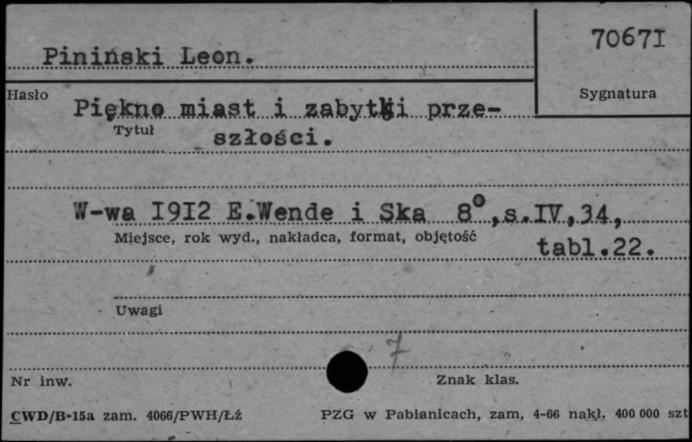 70671
Piniński Leon.
Hasło
Sygnatura
Piękno miast i zabytki prze-
Tytuł
szłości.
W-wa 1912 E.Wende i Ska 8°,s.IV,34,
Miejsce, rok wyd., nakładca, format, objętość
tabl.22.
Uwagi
7
Nr inw.
Znak klas.
CWD/B-15a zam. 4066/PWH/Łź
PZG w Pabianicach, zam, 4-66 nakł. 400 000 szt